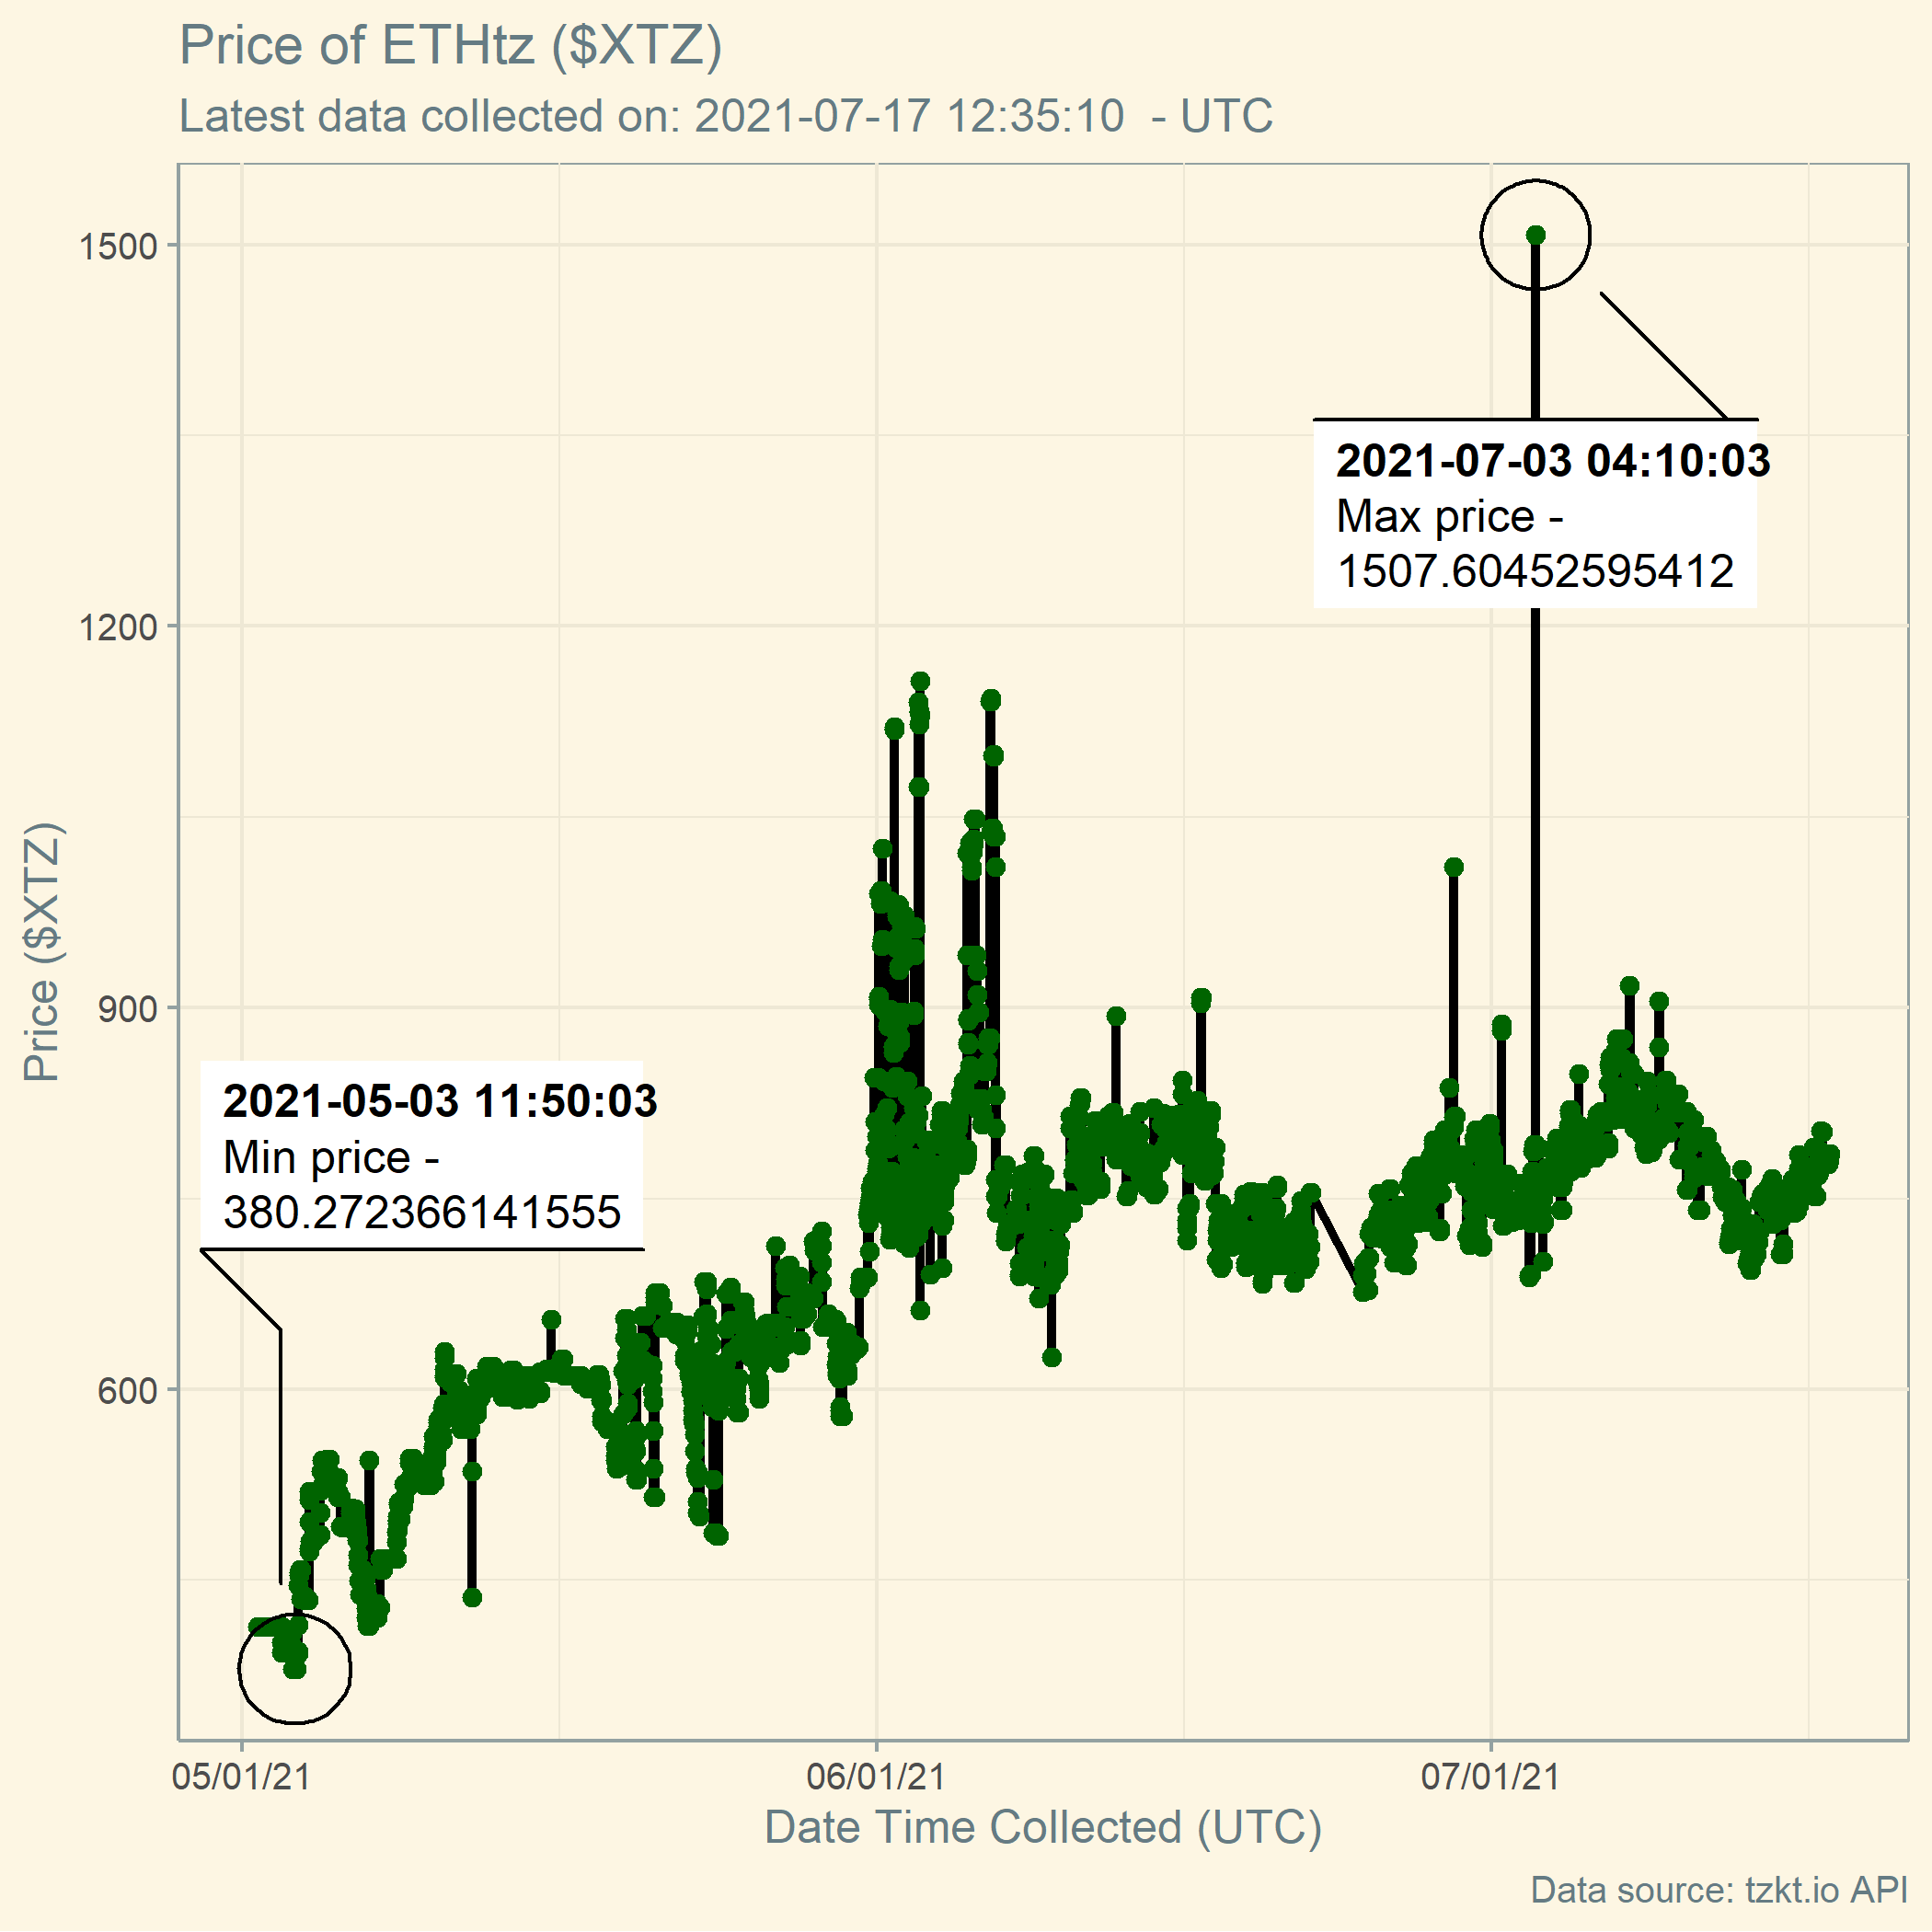 Price of ETHtz ($XTZ)
Latest data collected on: 2021-07-17 12:35:10  - UTC
1500
1200
900
600
Price ($XTZ)
2021-07-03 04:10:03
Max price -
1507.60452595412
2021-05-03 11:50:03
Min price -
380.272366141555
05/01/21
06/01/21
07/01/21
Date Time Collected (UTC)
Data source: tzkt.io API